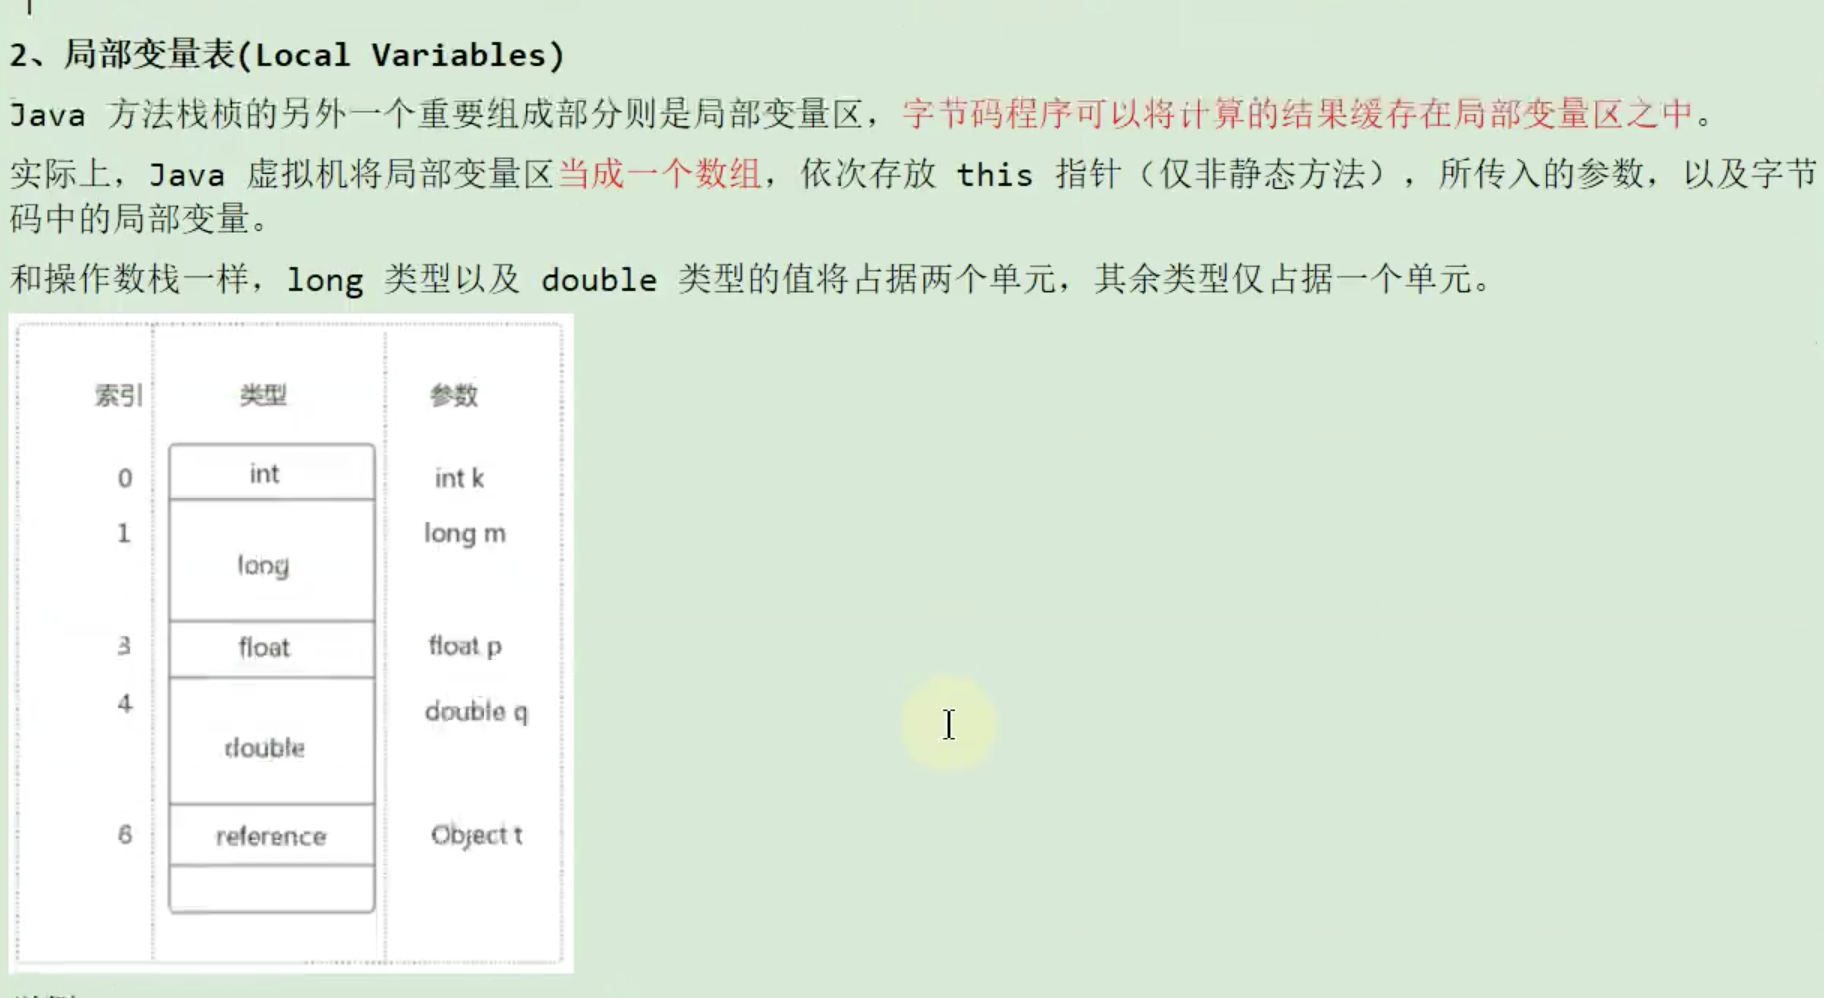 2、局部变量表(Local Variables)
Java 方法栈桢的另外一个重要组成部分则是局部变量区，字节码程序可以将计算的结果缓存在局部变量区之中。
实际上，Java 虚拟机将局部变量区当成一个数组，依次存放 this 指针（仅非静态方法），所传入的参数，以及字节
码中的局部变量。
和操作数栈一样，long 类型以及 double 类型的值将占据两个单元，其余类型仅占据一个单元。
索引 类型 参数
0 int int k
1 long m
long
3 float float p
4 double q
double
6 reference Object t